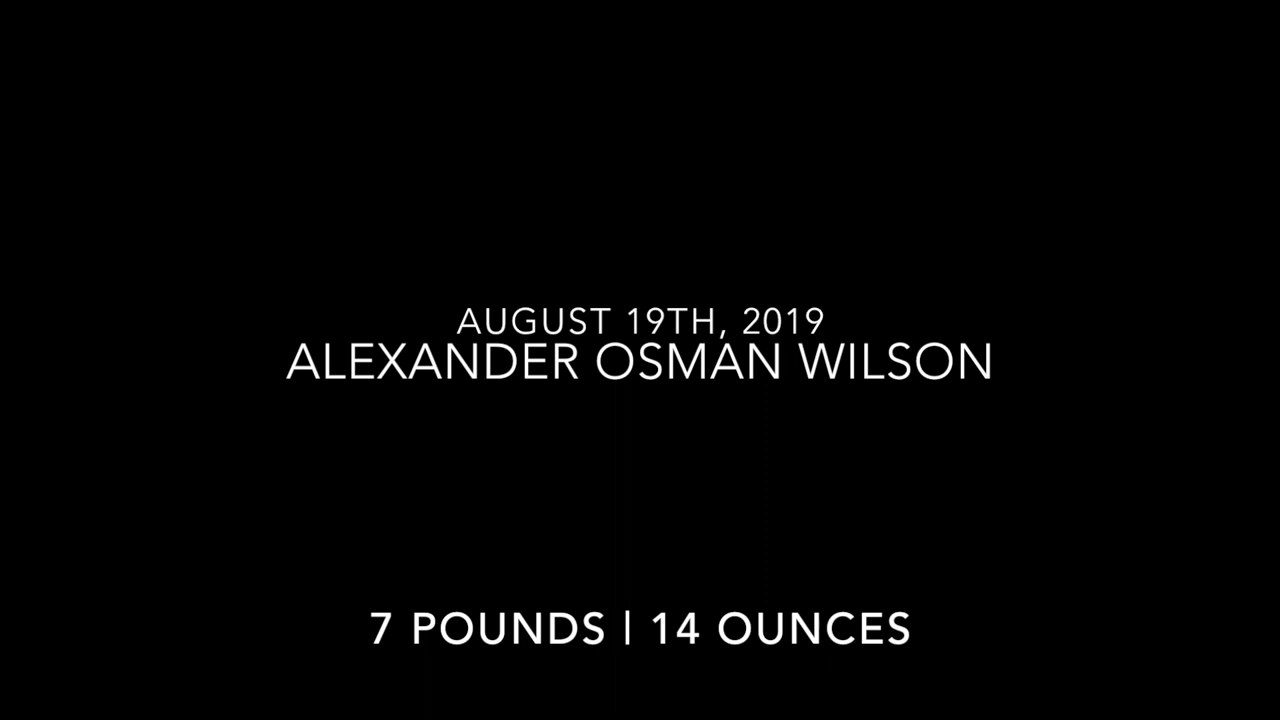 AUGUST 19TH, 2019
ALEXANDER OSMAN WILSON
7 POUNDS | 14 OUNCES